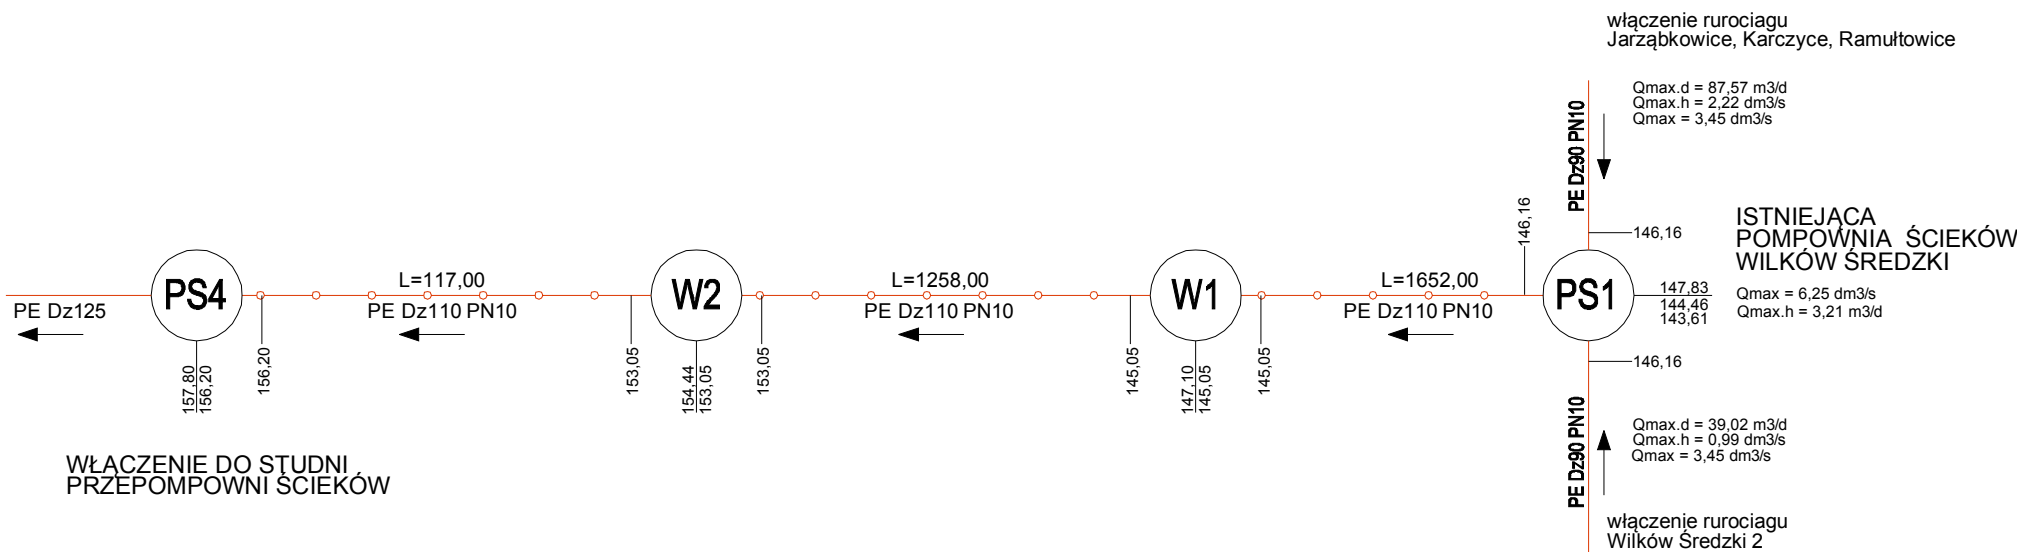 włączenie rurociagu
Jarząbkowice, Karczyce, Ramułtowice
Qmax.d = 87,57 m3/d
Qmax.h = 2,22 dm3/s
Qmax = 3,45 dm3/s
PE Dz90 PN10
146,16
146,16
ISTNIEJĄCA
POMPOWNIA ŚCIEKÓW
WILKÓW ŚREDZKI
PS4
L=117,00
W2
L=1258,00
W1
L=1652,00
PS1
147,83
144,46
143,61
Qmax = 6,25 dm3/s
Qmax.h = 3,21 m3/d
PE Dz125
PE Dz110 PN10
PE Dz110 PN10
PE Dz110 PN10
157,80
156,20
156,20
153,05
154,44
153,05
153,05
145,05
147,10
145,05
145,05
146,16
PE Dz90 PN10
Qmax.d = 39,02 m3/d
Qmax.h = 0,99 dm3/s
Qmax = 3,45 dm3/s
WŁĄCZENIE DO STUDNI
PRZEPOMPOWNI ŚCIEKÓW
włączenie rurociagu
Wilków Średzki 2